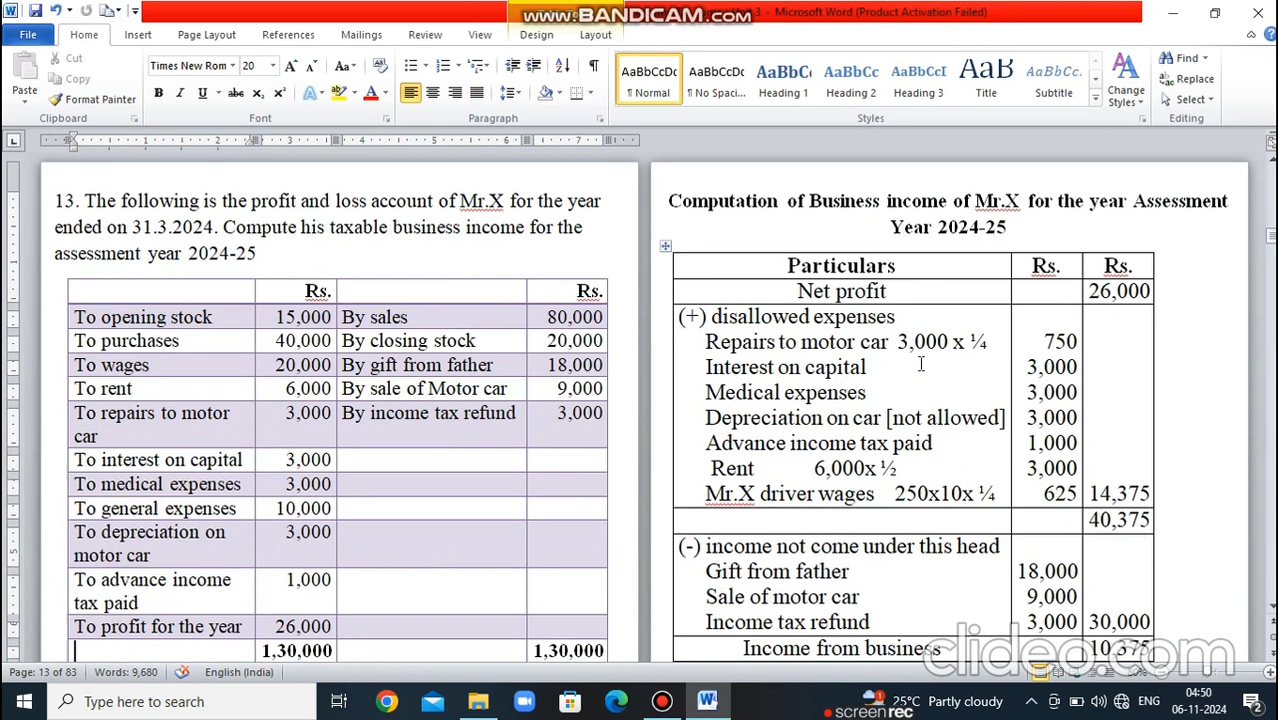 www.BANDICAM.com
Microsoft Word (Product Activation Failed)
File
Home
Insert
Page Layout
References
Mailings
Review
View
Design
Layout
Paste
Cut
Copy
Format Painter
Clipboard
Times New Rom
20
Font
Paragraph
AaBbCcDc
¶ Normal
AaBbCcDc
¶ No Spaci...
AaBbC
Heading 1
AaBbCc
Heading 2
AaBbCcI
Heading 3
AaB
Title
AaBbCc.
Subtitle
Change
Styles
Styles
Find
Replace
Select
Editing
13. The following is the profit and loss account of Mr.X for the year
ended on 31.3.2024. Compute his taxable business income for the
assessment year 2024-25
Rs. Rs.
To opening stock 15,000 By sales 80,000
To purchases 40,000 By closing stock 20,000
To wages 20,000 By gift from father 18,000
To rent 6,000 By sale of Motor car 9,000
To repairs to motor 3,000 By income tax refund 3,000
car
To interest on capital 3,000
To medical expenses 3,000
To general expenses 10,000
To depreciation on 3,000
motor car
To advance income 1,000
tax paid
To profit for the year 26,000
1,30,000 1,30,000
Computation of Business income of Mr.X for the year Assessment
Year 2024-25
Particulars Rs. Rs.
Net profit 26,000
(+) disallowed expenses
Repairs to motor car 3,000 x ¼ 750
Interest on capital 3,000
Medical expenses 3,000
Depreciation on car [not allowed] 3,000
Advance income tax paid 1,000
Rent 6,000x ½ 3,000
Mr.X driver wages 250x10x ¼ 625 14,375
40,375
(-) income not come under this head
Gift from father 18,000
Sale of motor car 9,000
Income tax refund 3,000 30,000
Income from business 10,375
clideo.com
Page: 13 of 83
Words: 9,680
English (India)
Type here to search
25°C Partly cloudy
ENG
04:50
06-11-2024
2
screen rec